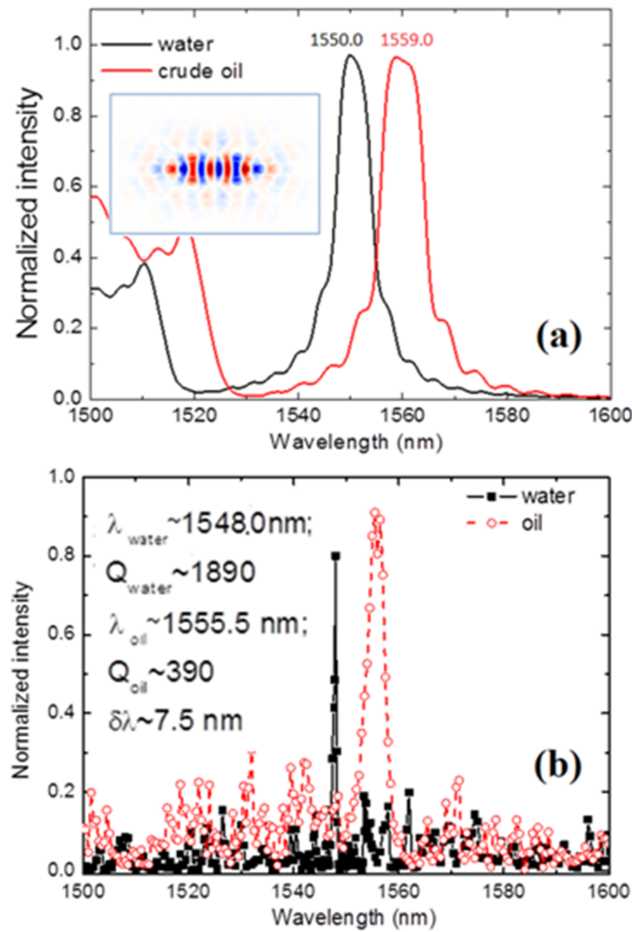 1.0
0.8
0.6
0.4
0.2
0.0
Normalized intensity
water
crude oil
1550.0
1559.0
(a)
1500
1520
1540
1560
1580
1600
Wavelength (nm)
1.0
0.8
0.6
0.4
0.2
0.0
Normalized intensity
λwater~1548.0nm;
Qwater~1890
λoil~1555.5 nm;
Qoil~390
δλ~7.5 nm
water
oil
(b)
1500
1520
1540
1560
1580
1600
Wavelength (nm)